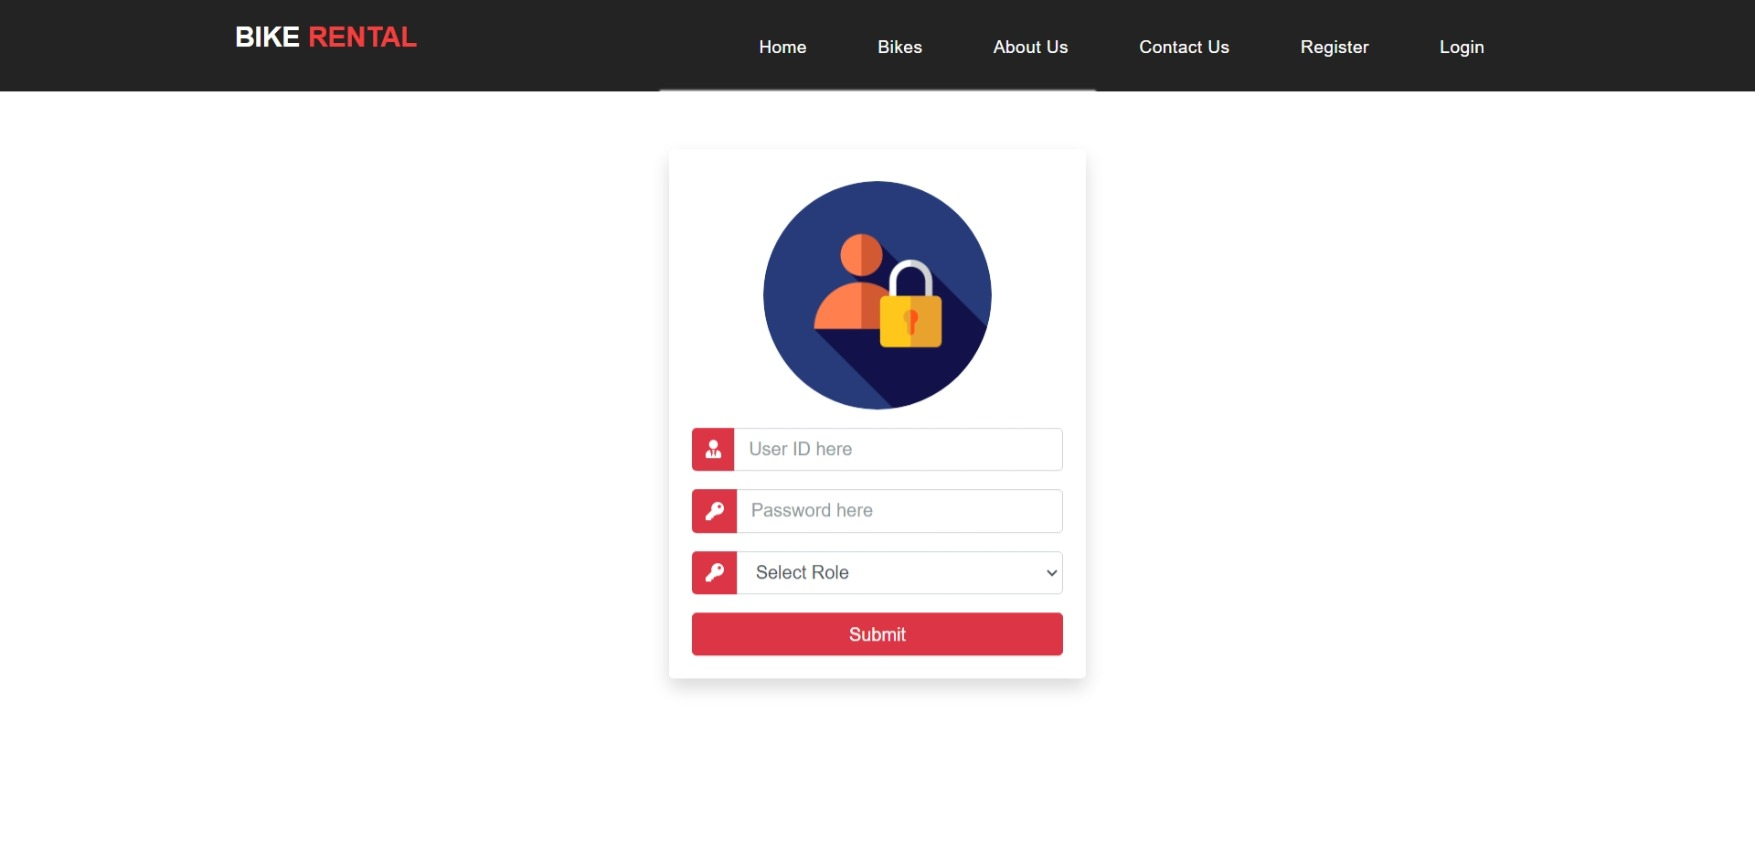 BIKE RENTAL
Home Bikes About Us Contact Us Register Login
User ID here
Password here
Select Role
Submit